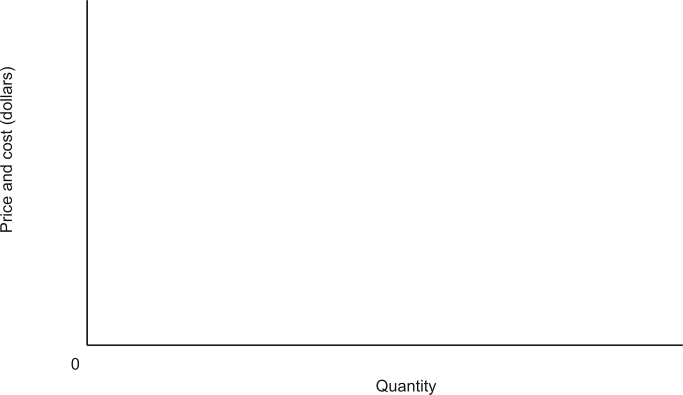 Price and cost (dollars)
0
Quantity